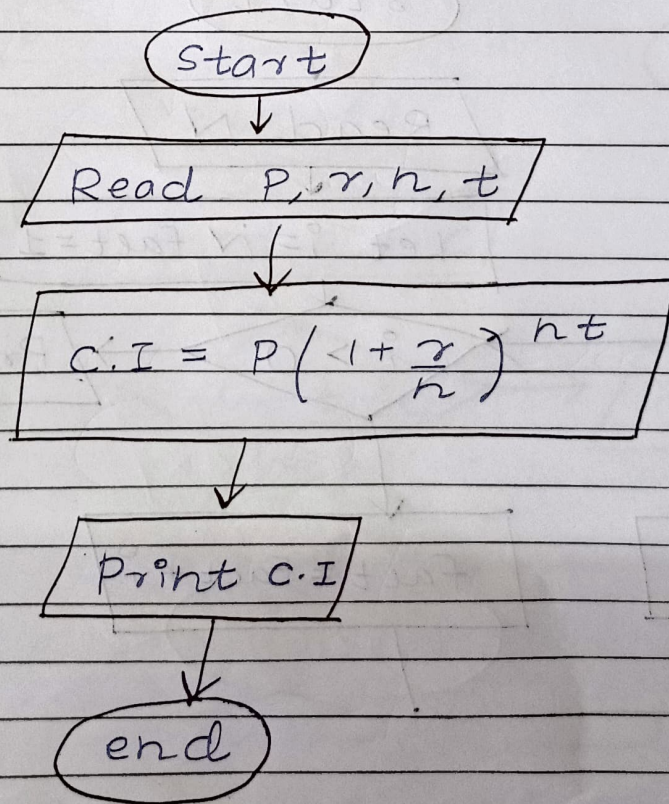 Start
Read P, r, n, t
C.I = P(1+r/n)^nt
Print C.I
end